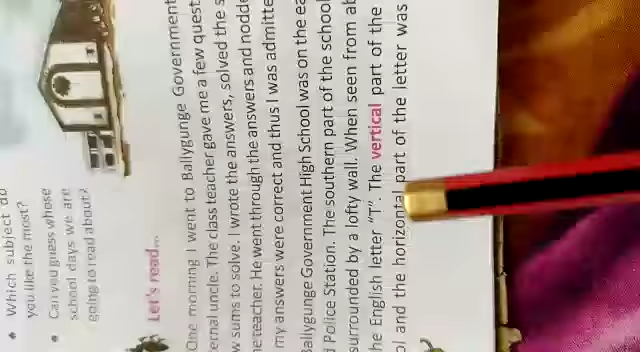 Which subject do
you like the most?
Can you guess whose
school days we are
going to read about?
Let's read...
One morning I went to Ballygunge Government
ernal uncle. The class teacher gave me a few quest
w sums to solve. I wrote the answers, solved the s
he teacher. He went through the answers and nodde
my answers were correct and thus I was admitte
Ballygunge Government High School was on the ea
d Police Station. The southern part of the school
surrounded by a lofty wall. When seen from ab
he English letter “T”. The vertical part of the
ol and the horizontal part of the letter was